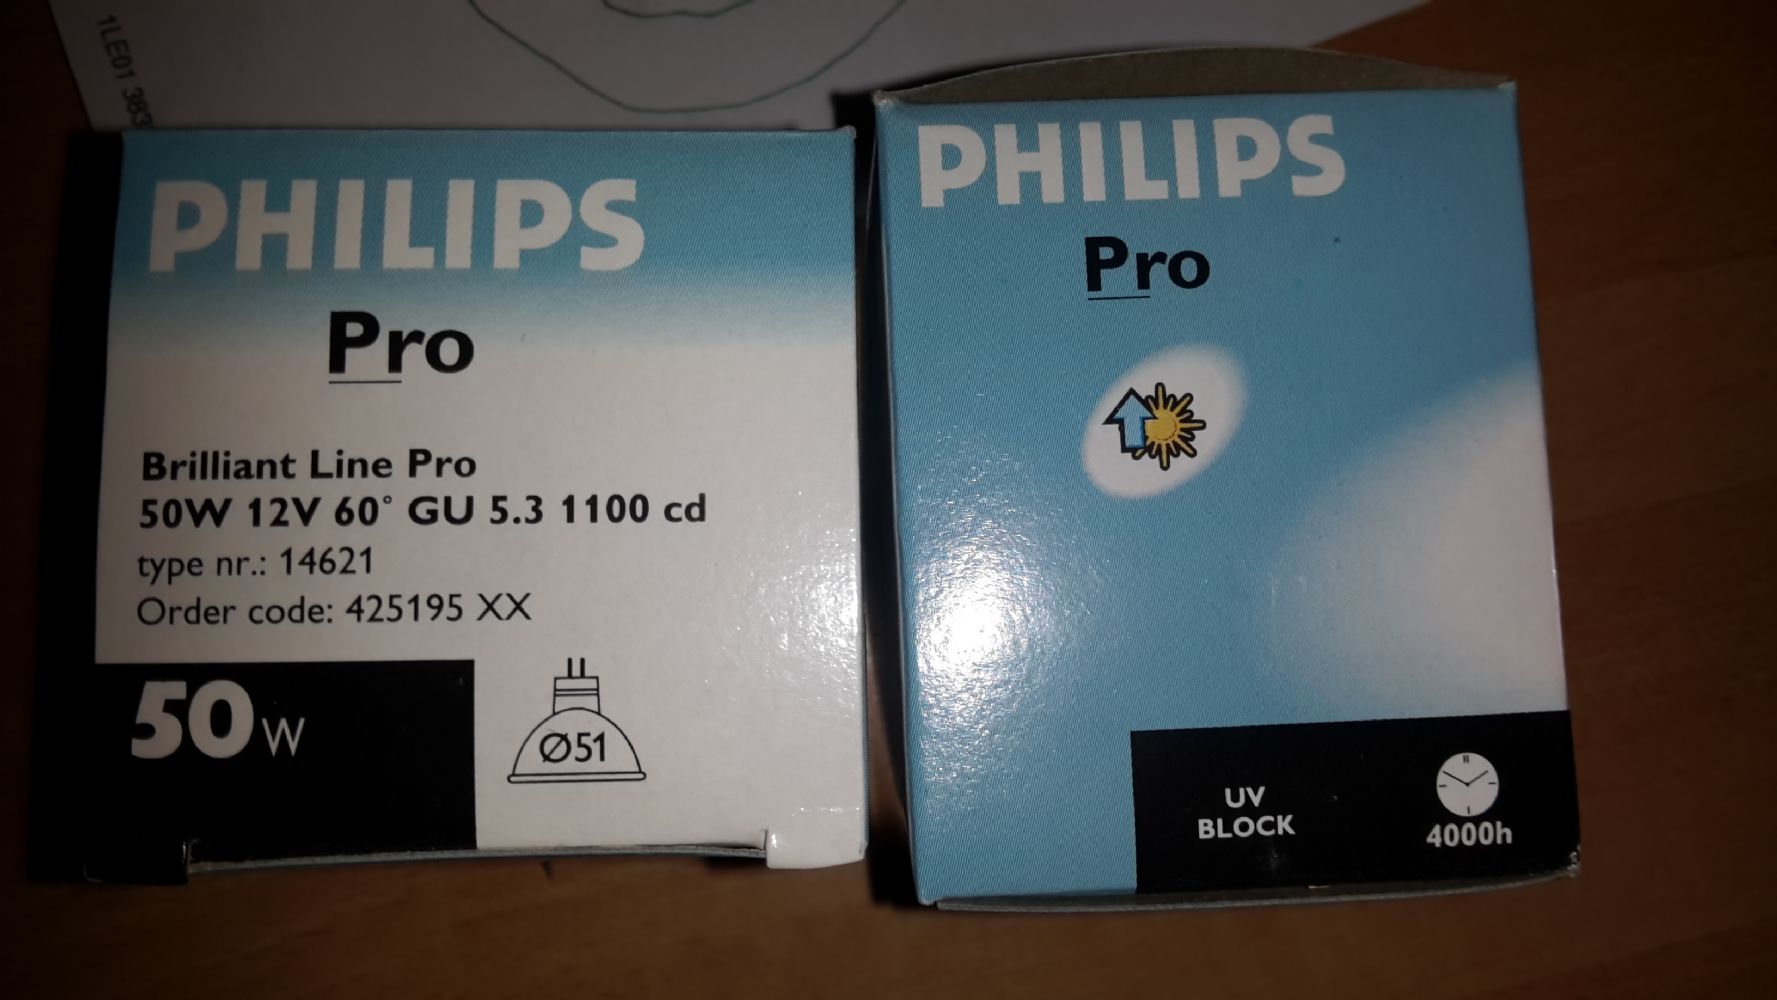 1LE01 383
PHILIPS
Pro
Brilliant Line Pro
50W 12V 60° GU 5.3 1100 cd
type nr.: 14621
Order code: 425195 XX
50W
Ø51
PHILIPS
Pro
UV
BLOCK
4000h